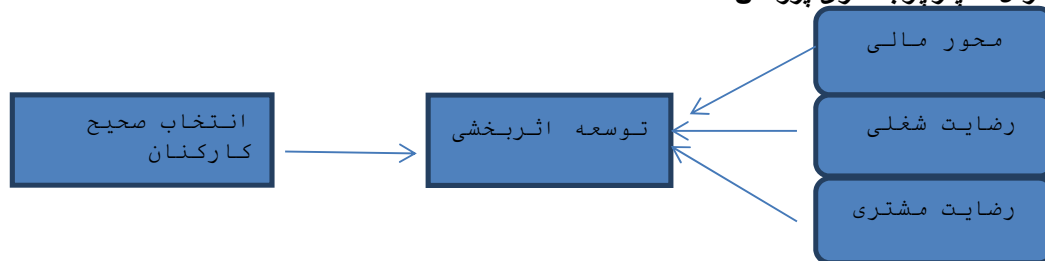 محور مالی
انتخاب صحیح
کارکنان
توسعه اثربخشی
رضایت شغلی
رضایت مشتری